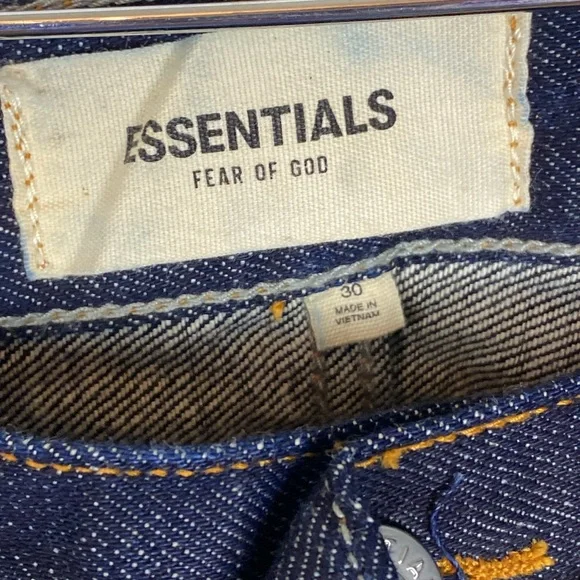 ESSENTIALS
FEAR OF GOD
30
MADE IN
VIETNAM